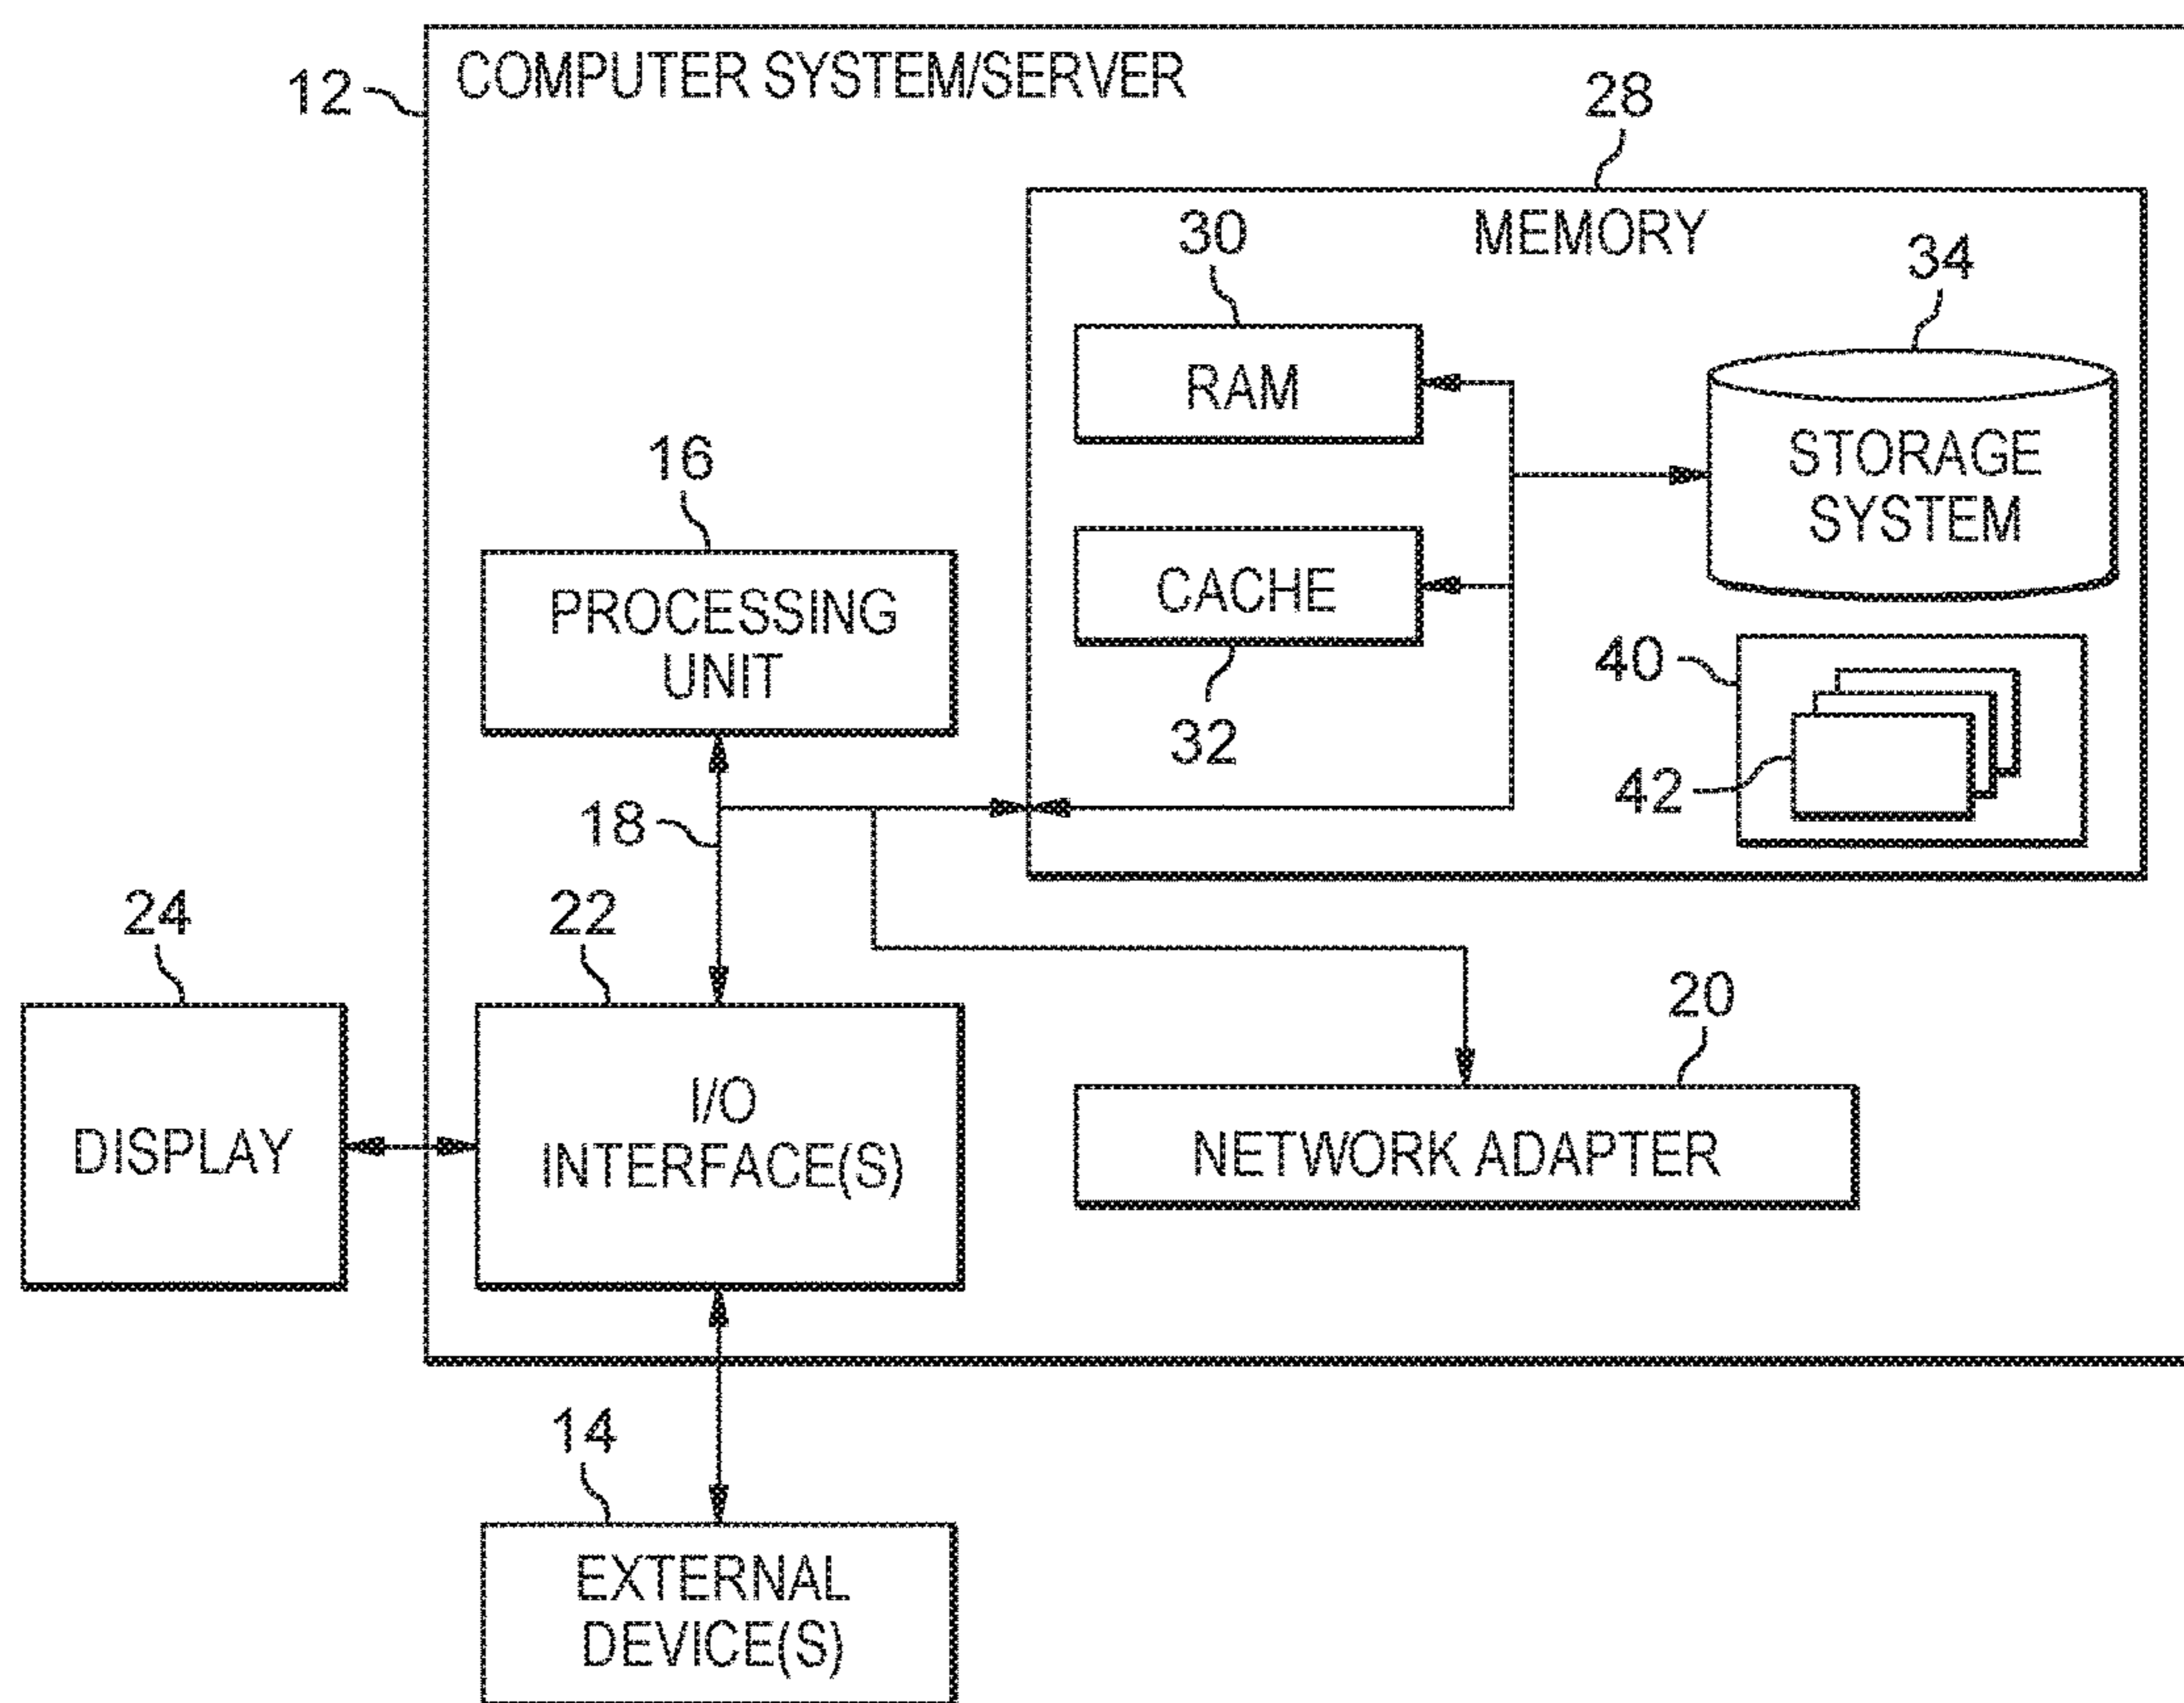 12
COMPUTER SYSTEM/SERVER
28
MEMORY
30
34
RAM
STORAGE
SYSTEM
16
PROCESSING
UNIT
CACHE
32
40
42
18
24
22
20
DISPLAY
I/O
INTERFACE(S)
NETWORK ADAPTER
14
EXTERNAL
DEVICE(S)